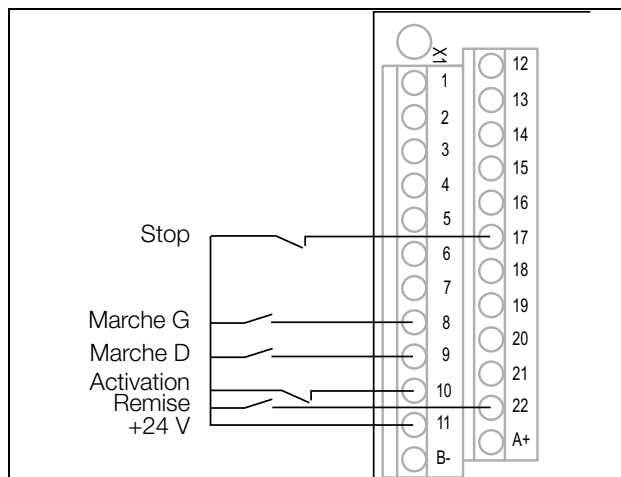 X1
1
2
3
4
5
6
7
8
9
10
11
B-
12
13
14
15
16
17
18
19
20
21
22
A+
Stop
Marche G
Marche D
Activation
Remise
+24 V